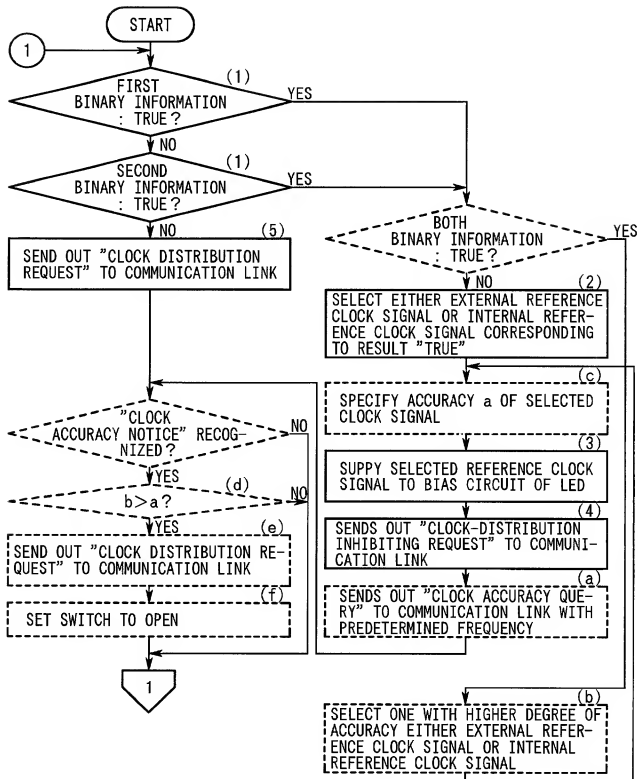 START
1
(1)
FIRST
BINARY INFORMATION
: TRUE?
YES
NO
(1)
SECOND
BINARY INFORMATION
: TRUE?
YES
NO
(5)
SEND OUT "CLOCK DISTRIBUTION
REQUEST" TO COMMUNICATION LINK
BOTH
BINARY INFORMATION
: TRUE?
YES
NO
(2)
SELECT EITHER EXTERNAL REFERENCE
CLOCK SIGNAL OR INTERNAL REFER-
ENCE CLOCK SIGNAL CORRESPONDING
TO RESULT "TRUE"
(c)
SPECIFY ACCURACY a OF SELECTED
CLOCK SIGNAL
(3)
SUPPY SELECTED REFERENCE CLOCK
SIGNAL TO BIAS CIRCUIT OF LED
(4)
SENDS OUT "CLOCK-DISTRIBUTION
INHIBITING REQUEST" TO COMMUNI-
CATION LINK
(a)
SENDS OUT "CLOCK ACCURACY QUE-
RY" TO COMMUNICATION LINK WITH
PREDETERMINED FREQUENCY
"CLOCK
ACCURACY NOTICE" RECOG-
NIZED?
NO
YES
(d)
b>a?
NO
YES
(e)
SEND OUT "CLOCK DISTRIBUTION RE-
QUEST" TO COMMUNICATION LINK
(f)
SET SWITCH TO OPEN
1
(b)
SELECT ONE WITH HIGHER DEGREE OF
ACCURACY EITHER EXTERNAL REFER-
ENCE CLOCK SIGNAL OR INTERNAL
REFERENCE CLOCK SIGNAL